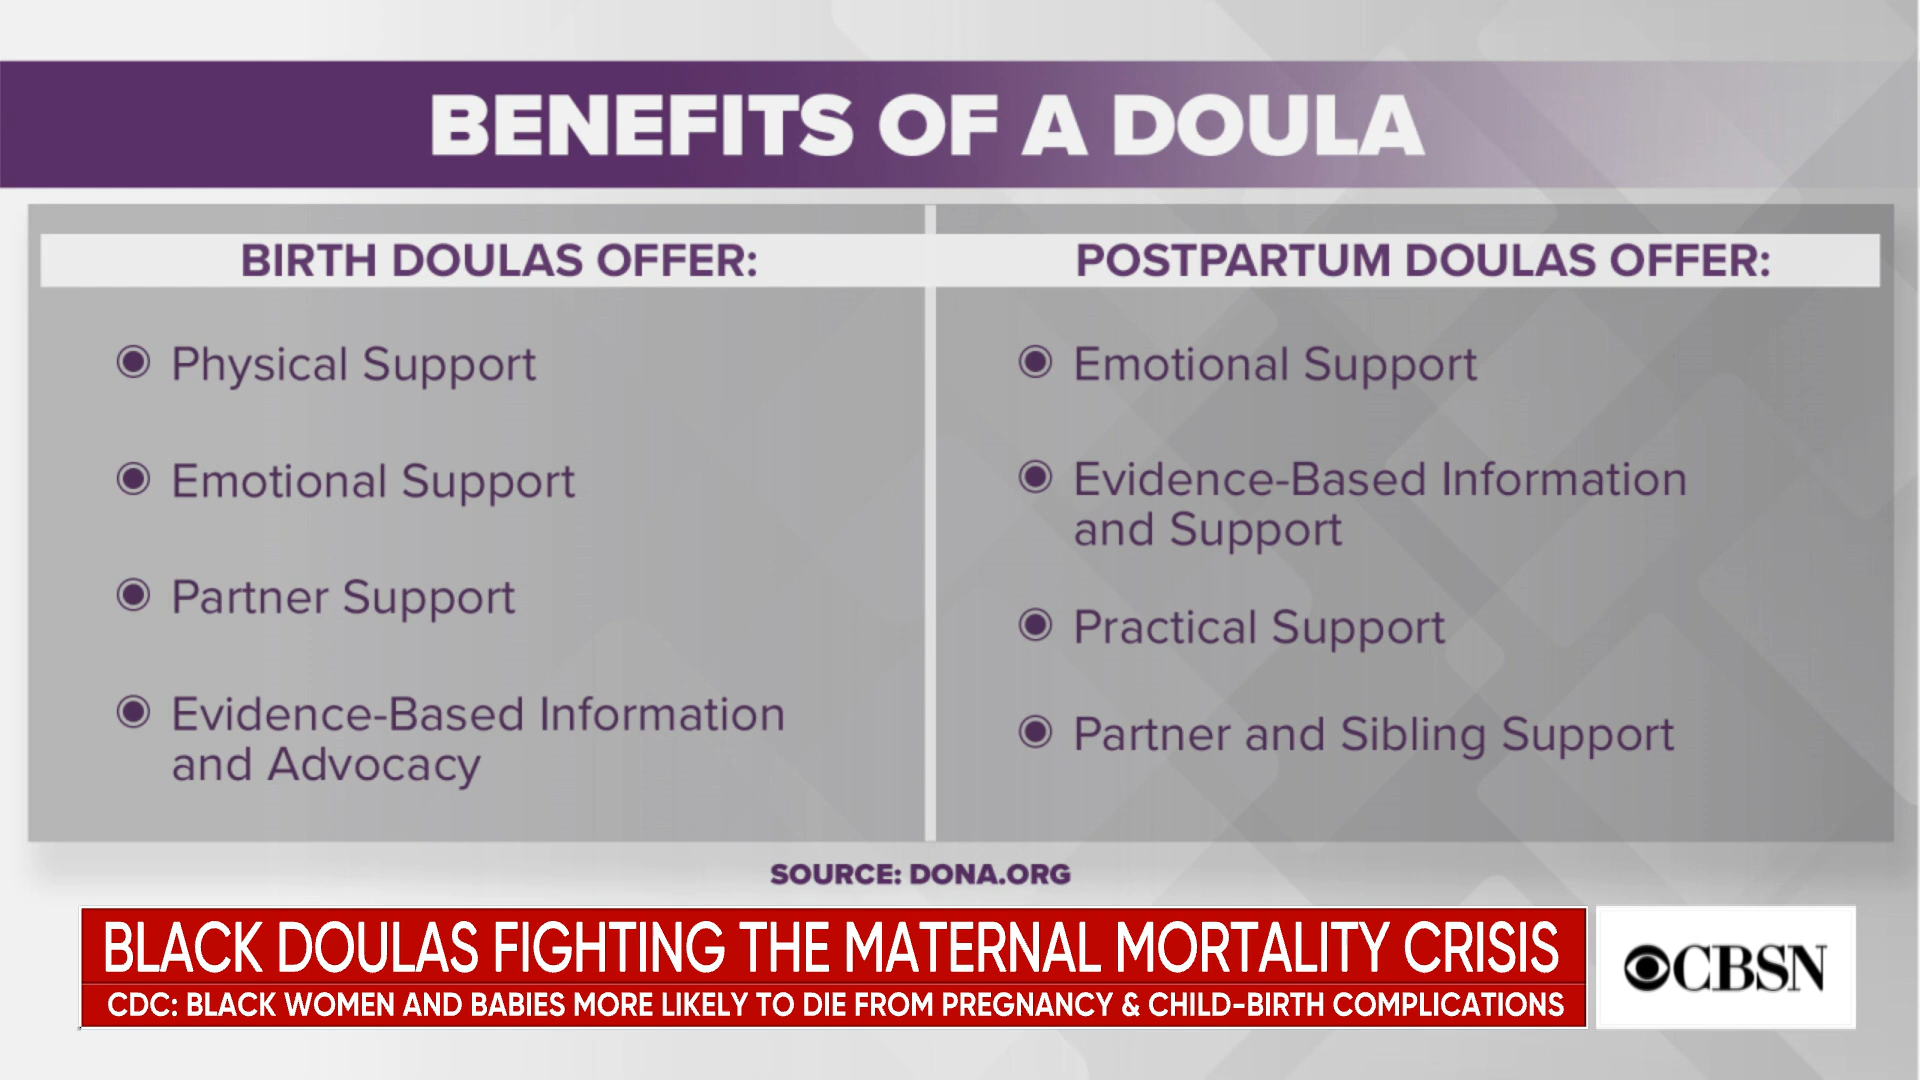 BENEFITS OF A DOULA
BIRTH DOULAS OFFER:
Physical Support
Emotional Support
Partner Support
Evidence-Based Information
and Advocacy
POSTPARTUM DOULAS OFFER:
Emotional Support
Evidence-Based Information
and Support
Practical Support
Partner and Sibling Support
SOURCE: DONA.ORG
BLACK DOULAS FIGHTING THE MATERNAL MORTALITY CRISIS
CDC: BLACK WOMEN AND BABIES MORE LIKELY TO DIE FROM PREGNANCY & CHILD-BIRTH COMPLICATIONS
CBSN